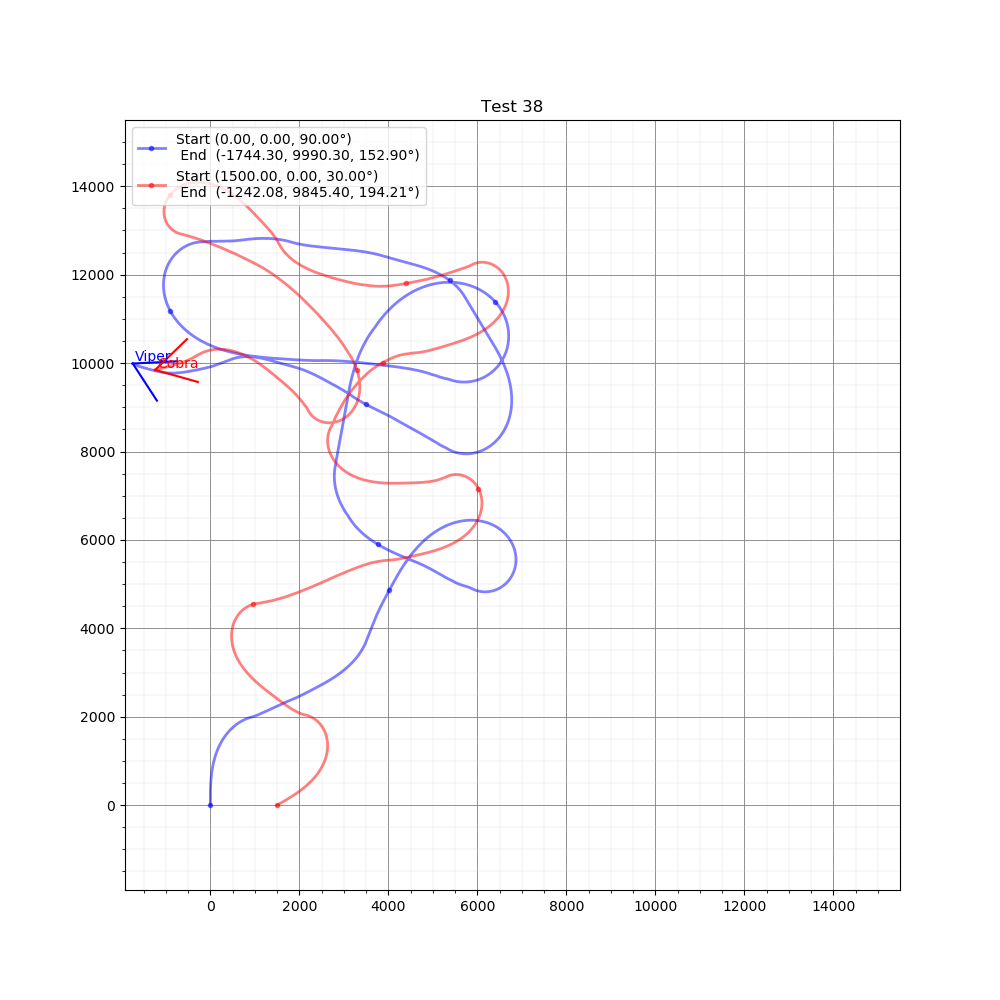 Test 38
Start (0.00, 0.00, 90.00°)
End (-1744.30, 9990.30, 152.90°)
Start (1500.00, 0.00, 30.00°)
End (-1242.08, 9845.40, 194.21°)
14000
12000
10000
8000
6000
4000
2000
0
Viper
Cobra
0 2000 4000 6000 8000 10000 12000 14000